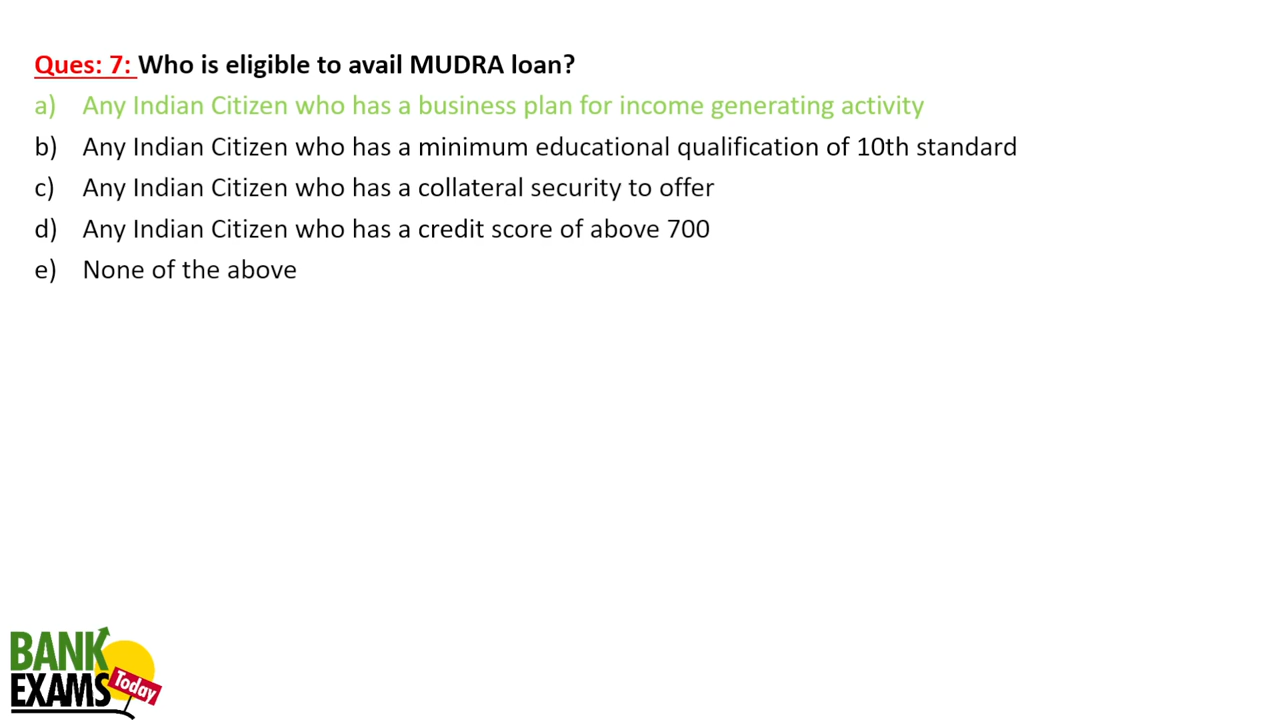 Ques: 7: Who is eligible to avail MUDRA loan?
a) Any Indian Citizen who has a business plan for income generating activity
b) Any Indian Citizen who has a minimum educational qualification of 10th standard
c) Any Indian Citizen who has a collateral security to offer
d) Any Indian Citizen who has a credit score of above 700
e) None of the above
BANK
EXAMS Today